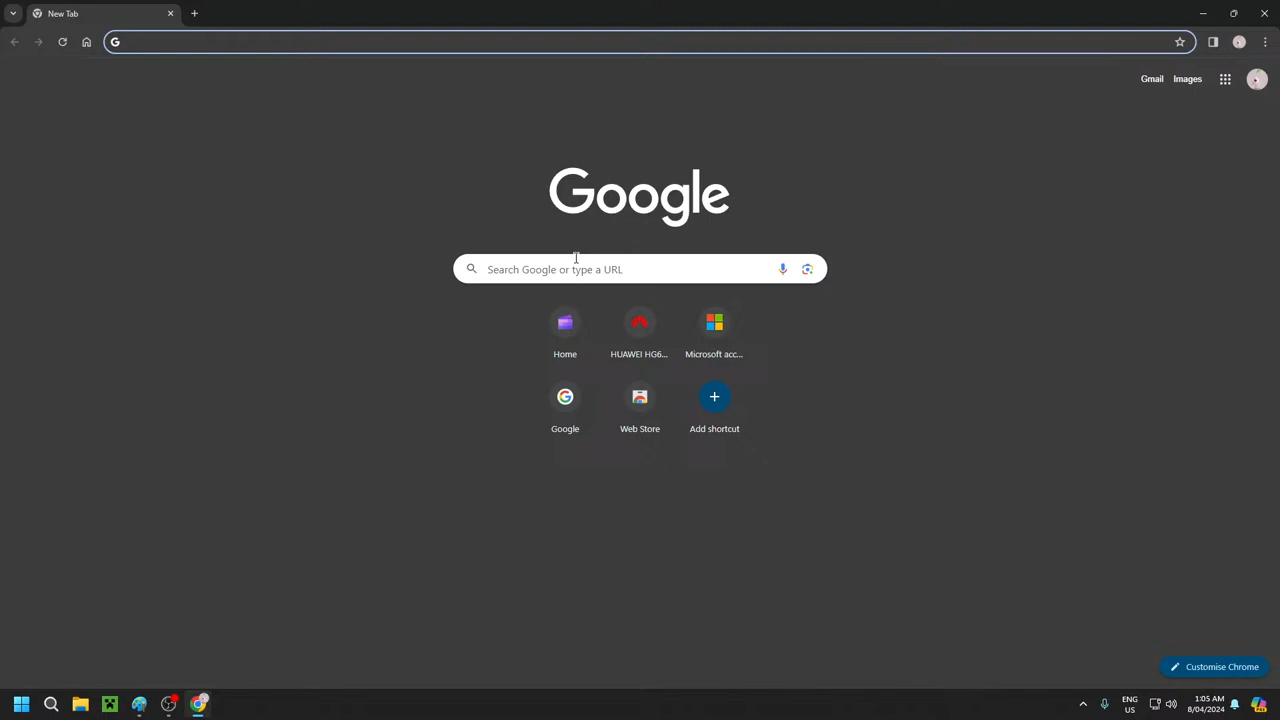 New Tab
Gmail Images
Google
Search Google or type a URL
Home HUAWEI HG6... Microsoft acc...
Google Web Store Add shortcut
Customise Chrome
ENG 1:05 AM
US 8/04/2024